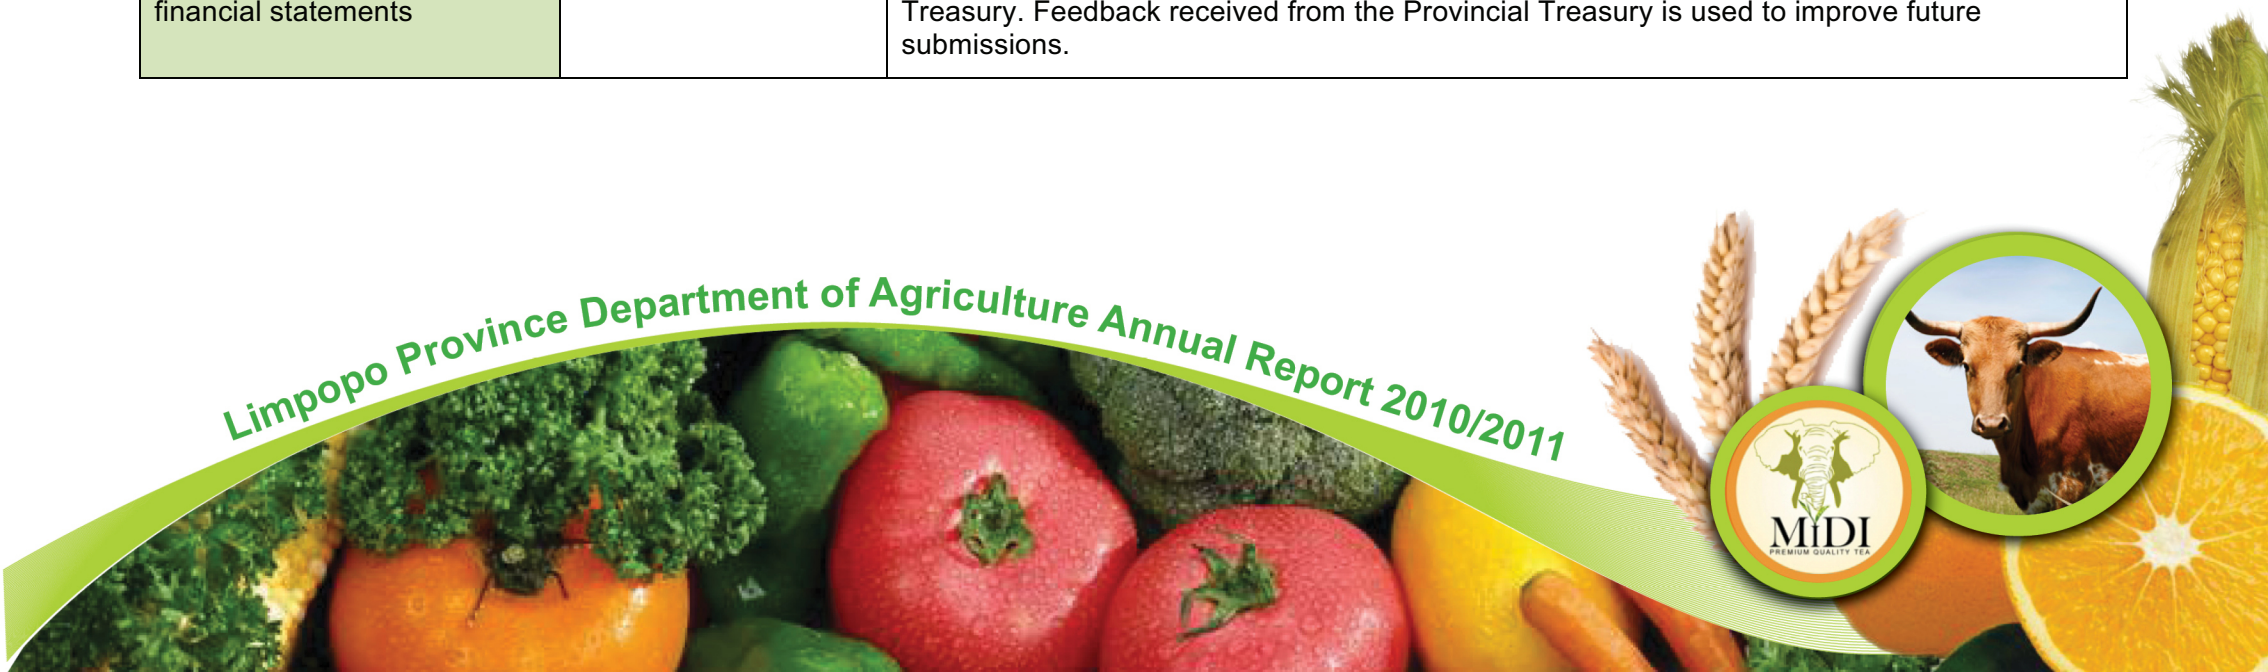 financial statements
Treasury. Feedback received from the Provincial Treasury is used to improve future
submissions.
Limpopo Province Department of Agriculture Annual Report 2010/2011
MiDI
PREMIUM QUALITY TEA